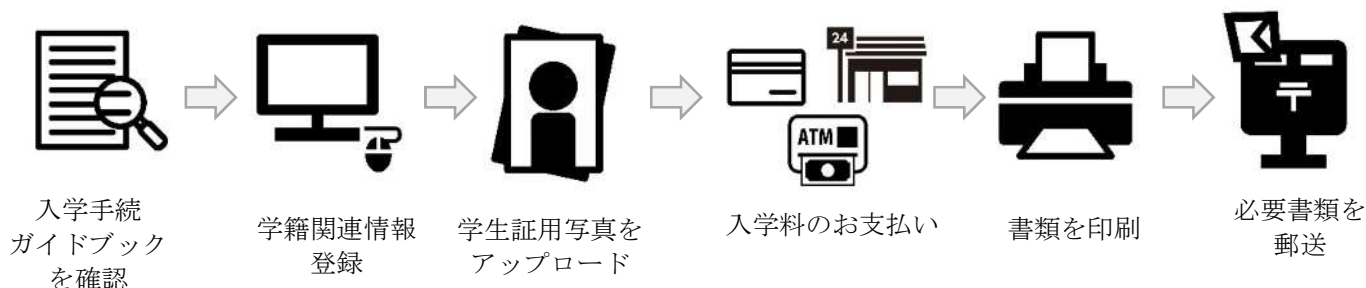 24
ATM
〒
入学手続
ガイドブック
を確認
学籍関連情報
登録
学生証用写真を
アップロード
入学料のお支払い
書類を印刷
必要書類を
郵送